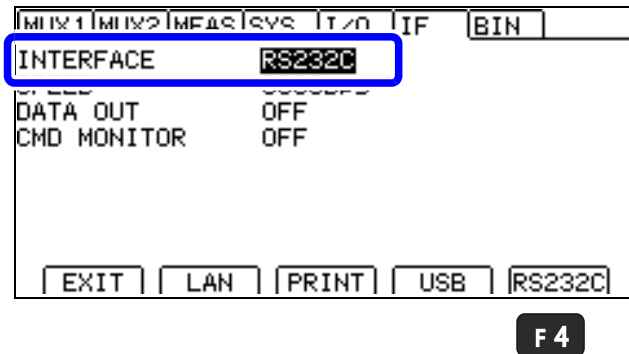 MUX1 MUX2 MEAS SYS I/O IF BIN
INTERFACE RS232C
SPEED
DATA OUT OFF
CMD MONITOR OFF
EXIT LAN PRINT USB RS232C
F4